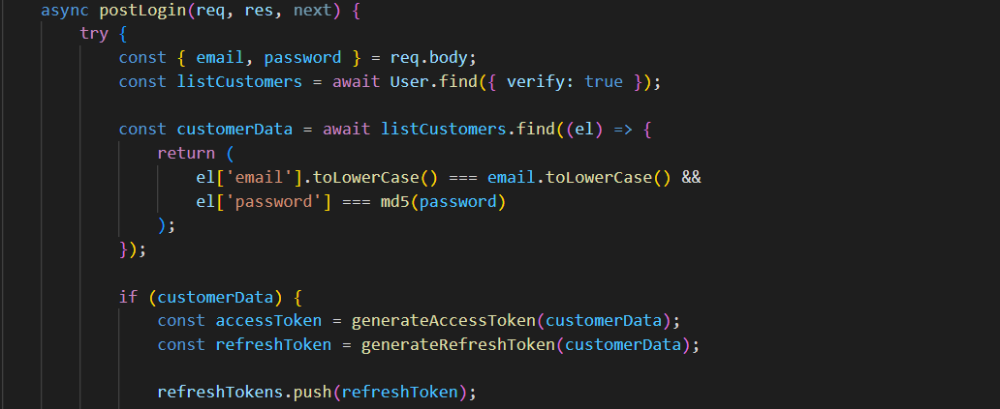 async postLogin(req, res, next) {
try {
const { email, password } = req.body;
const listCustomers = await User.find({ verify: true });
const customerData = await listCustomers.find((el) => {
return (
el['email'].toLowerCase() === email.toLowerCase() &&
el['password'] === md5(password)
);
});
if (customerData) {
const accessToken = generateAccessToken(customerData);
const refreshToken = generateRefreshToken(customerData);
refreshTokens.push(refreshToken);